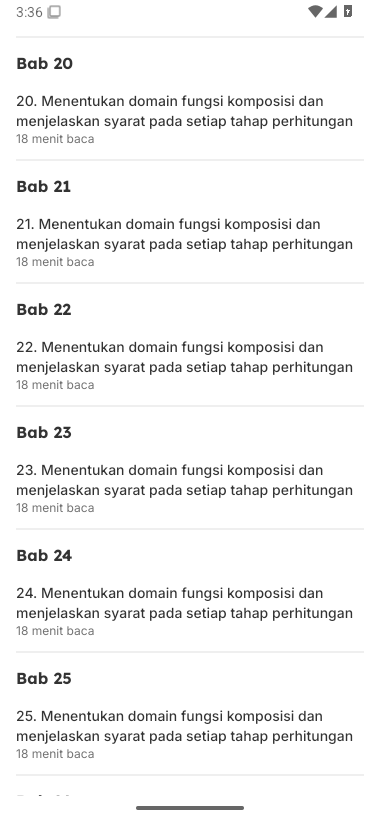 3:36
Bab 20
20. Menentukan domain fungsi komposisi dan
menjelaskan syarat pada setiap tahap perhitungan
18 menit baca
Bab 21
21. Menentukan domain fungsi komposisi dan
menjelaskan syarat pada setiap tahap perhitungan
18 menit baca
Bab 22
22. Menentukan domain fungsi komposisi dan
menjelaskan syarat pada setiap tahap perhitungan
18 menit baca
Bab 23
23. Menentukan domain fungsi komposisi dan
menjelaskan syarat pada setiap tahap perhitungan
18 menit baca
Bab 24
24. Menentukan domain fungsi komposisi dan
menjelaskan syarat pada setiap tahap perhitungan
18 menit baca
Bab 25
25. Menentukan domain fungsi komposisi dan
menjelaskan syarat pada setiap tahap perhitungan
18 menit baca